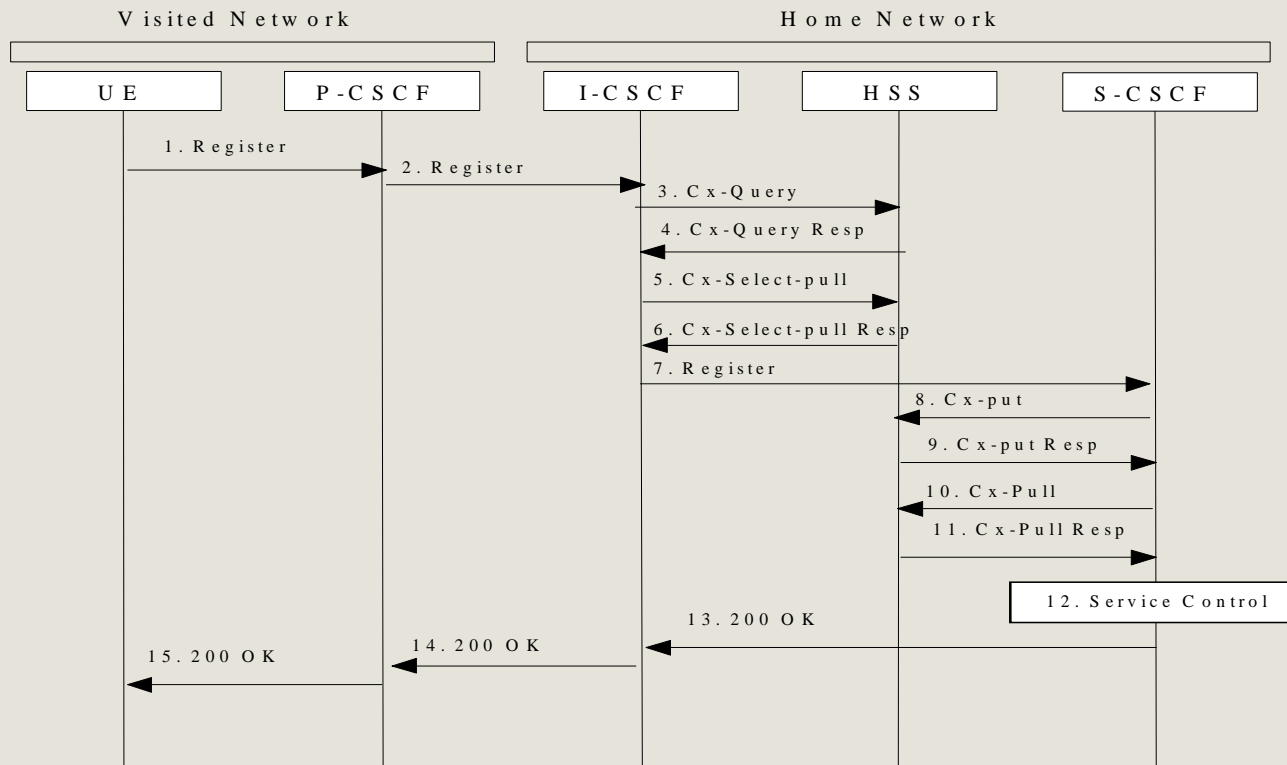 Visited Network
Home Network
UE
P-CSCF
I-CSCF
HSS
S-CSCF
1. Register
2. Register
3. Cx-Query
4. Cx-Query Resp
5. Cx-Select-pull
6. Cx-Select-pull Resp
7. Register
8. Cx-put
9. Cx-put Resp
10. Cx-Pull
11. Cx-Pull Resp
12. Service Control
13. 200 OK
14. 200 OK
15. 200 OK